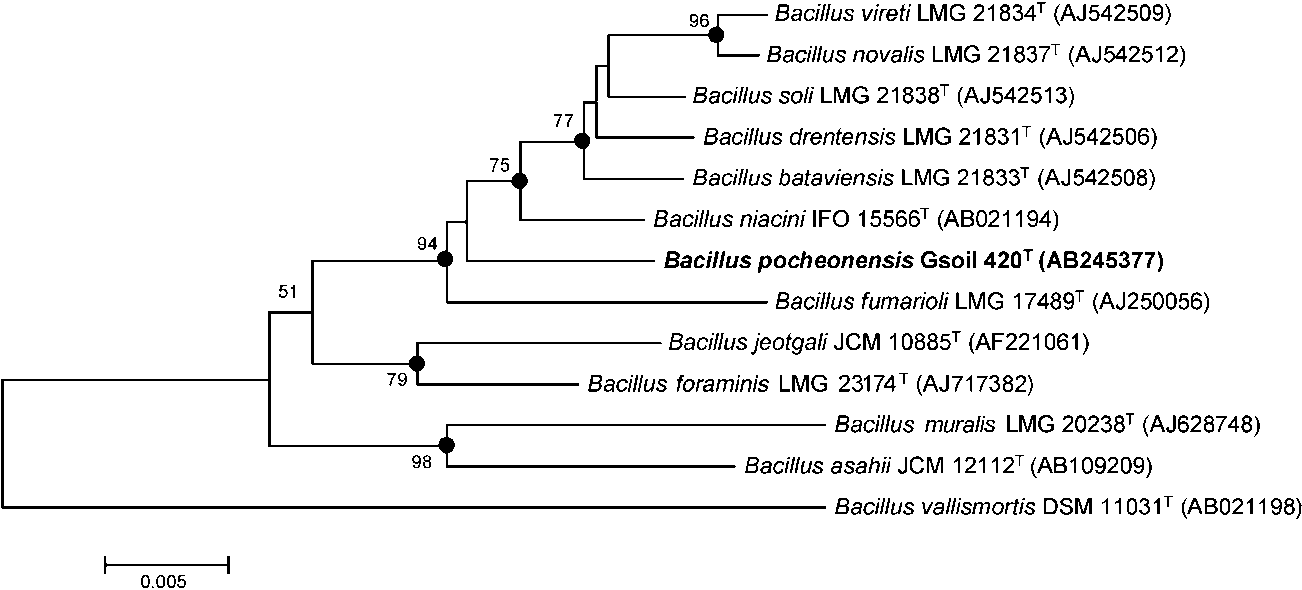 96
Bacillus vireti LMG 21834ᵀ (AJ542509)
Bacillus novalis LMG 21837ᵀ (AJ542512)
Bacillus soli LMG 21838ᵀ (AJ542513)
77
Bacillus drentensis LMG 21831ᵀ (AJ542506)
75
Bacillus bataviensis LMG 21833ᵀ (AJ542508)
Bacillus niacini IFO 15566ᵀ (AB021194)
94
Bacillus pocheonensis Gsoil 420ᵀ (AB245377)
51
Bacillus fumarioli LMG 17489ᵀ (AJ250056)
Bacillus jeotgali JCM 10885ᵀ (AF221061)
79
Bacillus foraminis LMG 23174ᵀ (AJ717382)
Bacillus muralis LMG 20238ᵀ (AJ628748)
98
Bacillus asahii JCM 12112ᵀ (AB109209)
Bacillus vallismortis DSM 11031ᵀ (AB021198)
0.005